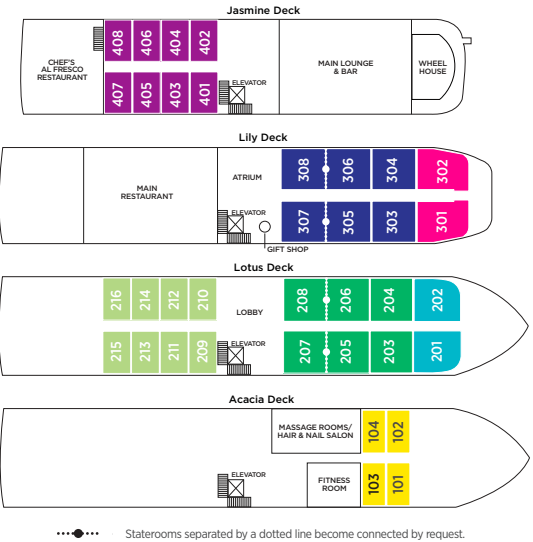 Jasmine Deck
408 406 404 402
CHEF'S
AL FRESCO
RESTAURANT
MAIN LOUNGE
& BAR
WHEEL
HOUSE
ELEVATOR
407 405 403 401
Lily Deck
308 306 304 302
ATRIUM
MAIN
RESTAURANT
ELEVATOR
307 305 303 301
GIFT SHOP
Lotus Deck
216 214 212 210
208 206 204 202
LOBBY
ELEVATOR
215 213 211 209
207 205 203 201
Acacia Deck
MASSAGE ROOMS/
HAIR & NAIL SALON
104 102
ELEVATOR
FITNESS
ROOM
103 101
Staterooms separated by a dotted line become connected by request.